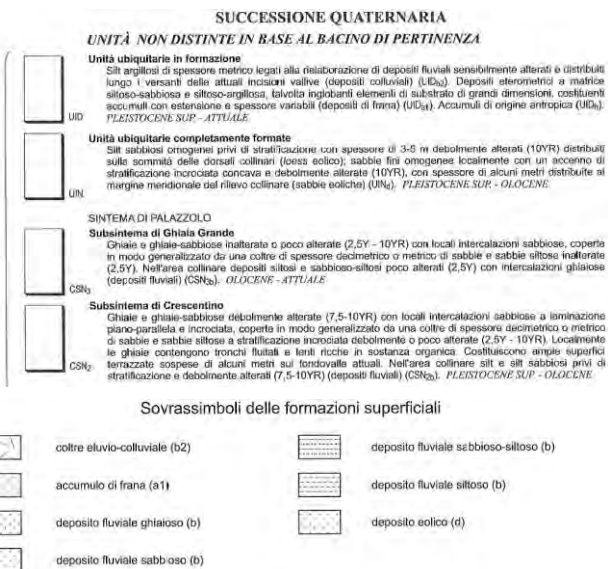 SUCCESSIONE QUATERNARIA
UNITÀ NON DISTINTE IN BASE AL BACINO DI PERTINENZA
Unità ubiquitarie in formazione
Silt argillosi di spessore metrico legati alla rielaborazione di depositi fluviali sensibilmente alterati e distribuiti
lungo i versanti delle attuali incisioni vallive (depositi colluviali) (UID b2). Depositi eterometrici a matrice
siltoso-sabbiosa e siltoso-argillosa, talvolta inglobanti elementi di substrato di grandi dimensioni, costituenti
accumuli con estensione e spessore variabili (depositi di frana) (UID a1). Accumuli di origine antropica (UID h).
PLEISTOCENE SUP. - ATTUALE
UID
Unità ubiquitarie completamente formate
Silt sabbiosi omogenei privi di stratificazione con spessore di 3-5 m debolmente alterati (10YR) distribuiti
sulla sommità delle dorsali collinari (loess eolico); sabbie fini omogenee localmente con un accenno di
stratificazione incrociata concava e debolmente alterate (10YR), con spessore di alcuni metri distribuite al
margine meridionale del rilievo collinare (sabbie eoliche) (UIN d). PLEISTOCENE SUP. - OLOCENE
UIN
SINTEMA DI PALAZZOLO
Subsintema di Ghiaia Grande
Ghiaie e ghiaie-sabbiose inalterate o poco alterate (2,5Y - 10YR) con locali intercalazioni sabbiose, coperte
in modo generalizzato da una coltre di spessore decimetrico o metrico di sabbie e sabbie siltose inalterate
(2,5Y). Nell'area collinare depositi siltosi e sabbioso-siltosi poco alterati (2,5Y) con intercalazioni ghiaiose
(depositi fluviali) (CSN3b). OLOCENE - ATTUALE
CSN3
Subsintema di Crescentino
Ghiaie e ghiaie-sabbiose debolmente alterate (7,5-10YR) con locali intercalazioni sabbiose a laminazione
piano-parallela e incrociata, coperte in modo generalizzato da una coltre di spessore decimetrico o metrico
di sabbie e sabbie siltose a stratificazione incrociata debolmente o poco alterate (2,5Y - 10YR). Localmente
le ghiaie contengono tronchi fluitati e lenti ricche in sostanza organica. Costituiscono ampie superfici
terrazzate sospese di alcuni metri sui fondovalle attuali. Nell'area collinare silt e silt sabbiosi privi di
stratificazione e debolmente alterati (7,5-10YR) (depositi fluviali) (CSN2b). PLEISTOCENE SUP. - OLOCENE
CSN2
Sovrassimboli delle formazioni superficiali
coltre eluvio-colluviale (b2)
accumulo di frana (a1)
deposito fluviale ghiaioso (b)
deposito fluviale sabbioso (b)
deposito fluviale sabbioso-siltoso (b)
deposito fluviale siltoso (b)
deposito eolico (d)